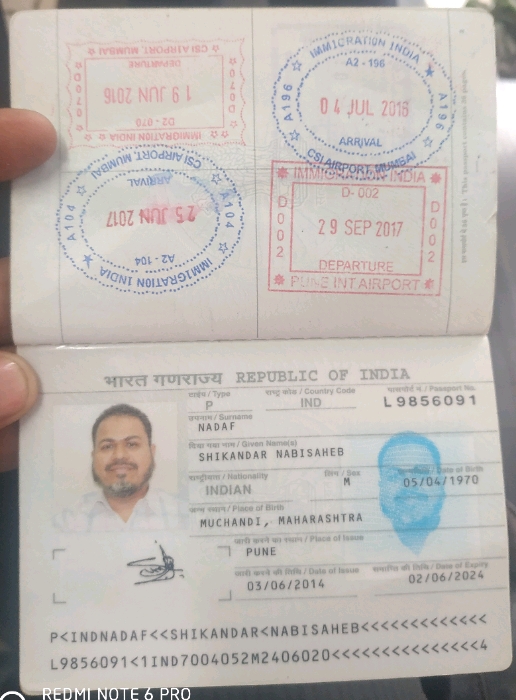 CSI AIRPORT, MUMBAI
DEPARTURE
19 JUN 2016
D2-070
IMMIGRATION INDIA
D070
D070
IMMIGRATION INDIA
A2-196
A196
04 JUL 2016
A196
ARRIVAL
CSI AIRPORT, MUMBAI
CSI AIRPORT, MUMBAI
ARRIVAL
A104
25 JUN 2017
A104
A2-104
IMMIGRATION INDIA
IMMIGRATION INDIA
D-002
D002
29 SEP 2017
D002
DEPARTURE
PUNE INT AIRPORT
भारत गणराज्य REPUBLIC OF INDIA
टाईप / Type राष्ट्र कोड / Country Code पासपोर्ट नं. / Passport No.
P IND L9856091
उपनाम / Surname
NADAF
दिया गया नाम / Given Name(s)
SHIKANDAR NABISAHEB
राष्ट्रीयता / Nationality लिंग / Sex जन्मतिथि / Date of Birth
INDIAN M 05/04/1970
जन्म स्थान / Place of Birth
MUCHANDI, MAHARASHTRA
जारी करने का स्थान / Place of Issue
PUNE
जारी करने की तिथि / Date of Issue समाप्ति की तिथि / Date of Expiry
03/06/2014 02/06/2024
P<INDNADAF<<SHIKANDAR<NABISAHEB<<<<<<<<<<<<<
L9856091<1IND7004052M2406020<<<<<<<<<<<<<<<4
REDMI NOTE 6 PRO